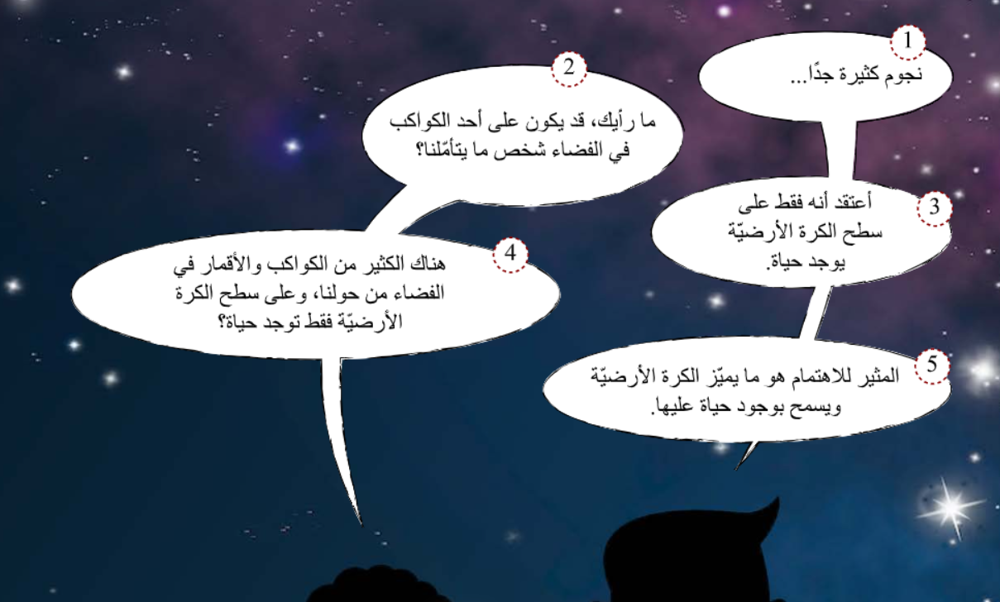 1
نجوم كثيرة جدًا...
2
ما رأيك، قد يكون على أحد الكواكب
في الفضاء شخص ما يتأمّلنا؟
3
أعتقد أنه فقط على
سطح الكرة الأرضيّة
يوجد حياة.
4
هناك الكثير من الكواكب والأقمار في
الفضاء من حولنا، وعلى سطح الكرة
الأرضيّة فقط توجد حياة؟
5
المثير للاهتمام هو ما يميّز الكرة الأرضيّة
ويسمح بوجود حياة عليها.